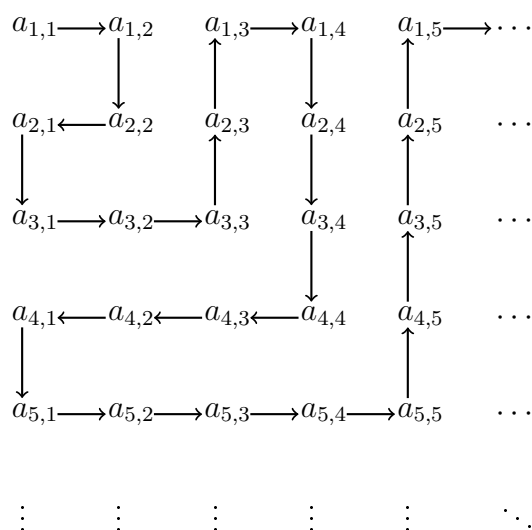 a1,1 a1,2 a1,3 a1,4 a1,5 ⋯
a2,1 a2,2 a2,3 a2,4 a2,5 ⋯
a3,1 a3,2 a3,3 a3,4 a3,5 ⋯
a4,1 a4,2 a4,3 a4,4 a4,5 ⋯
a5,1 a5,2 a5,3 a5,4 a5,5 ⋯
⋮ ⋮ ⋮ ⋮ ⋮ ⋱